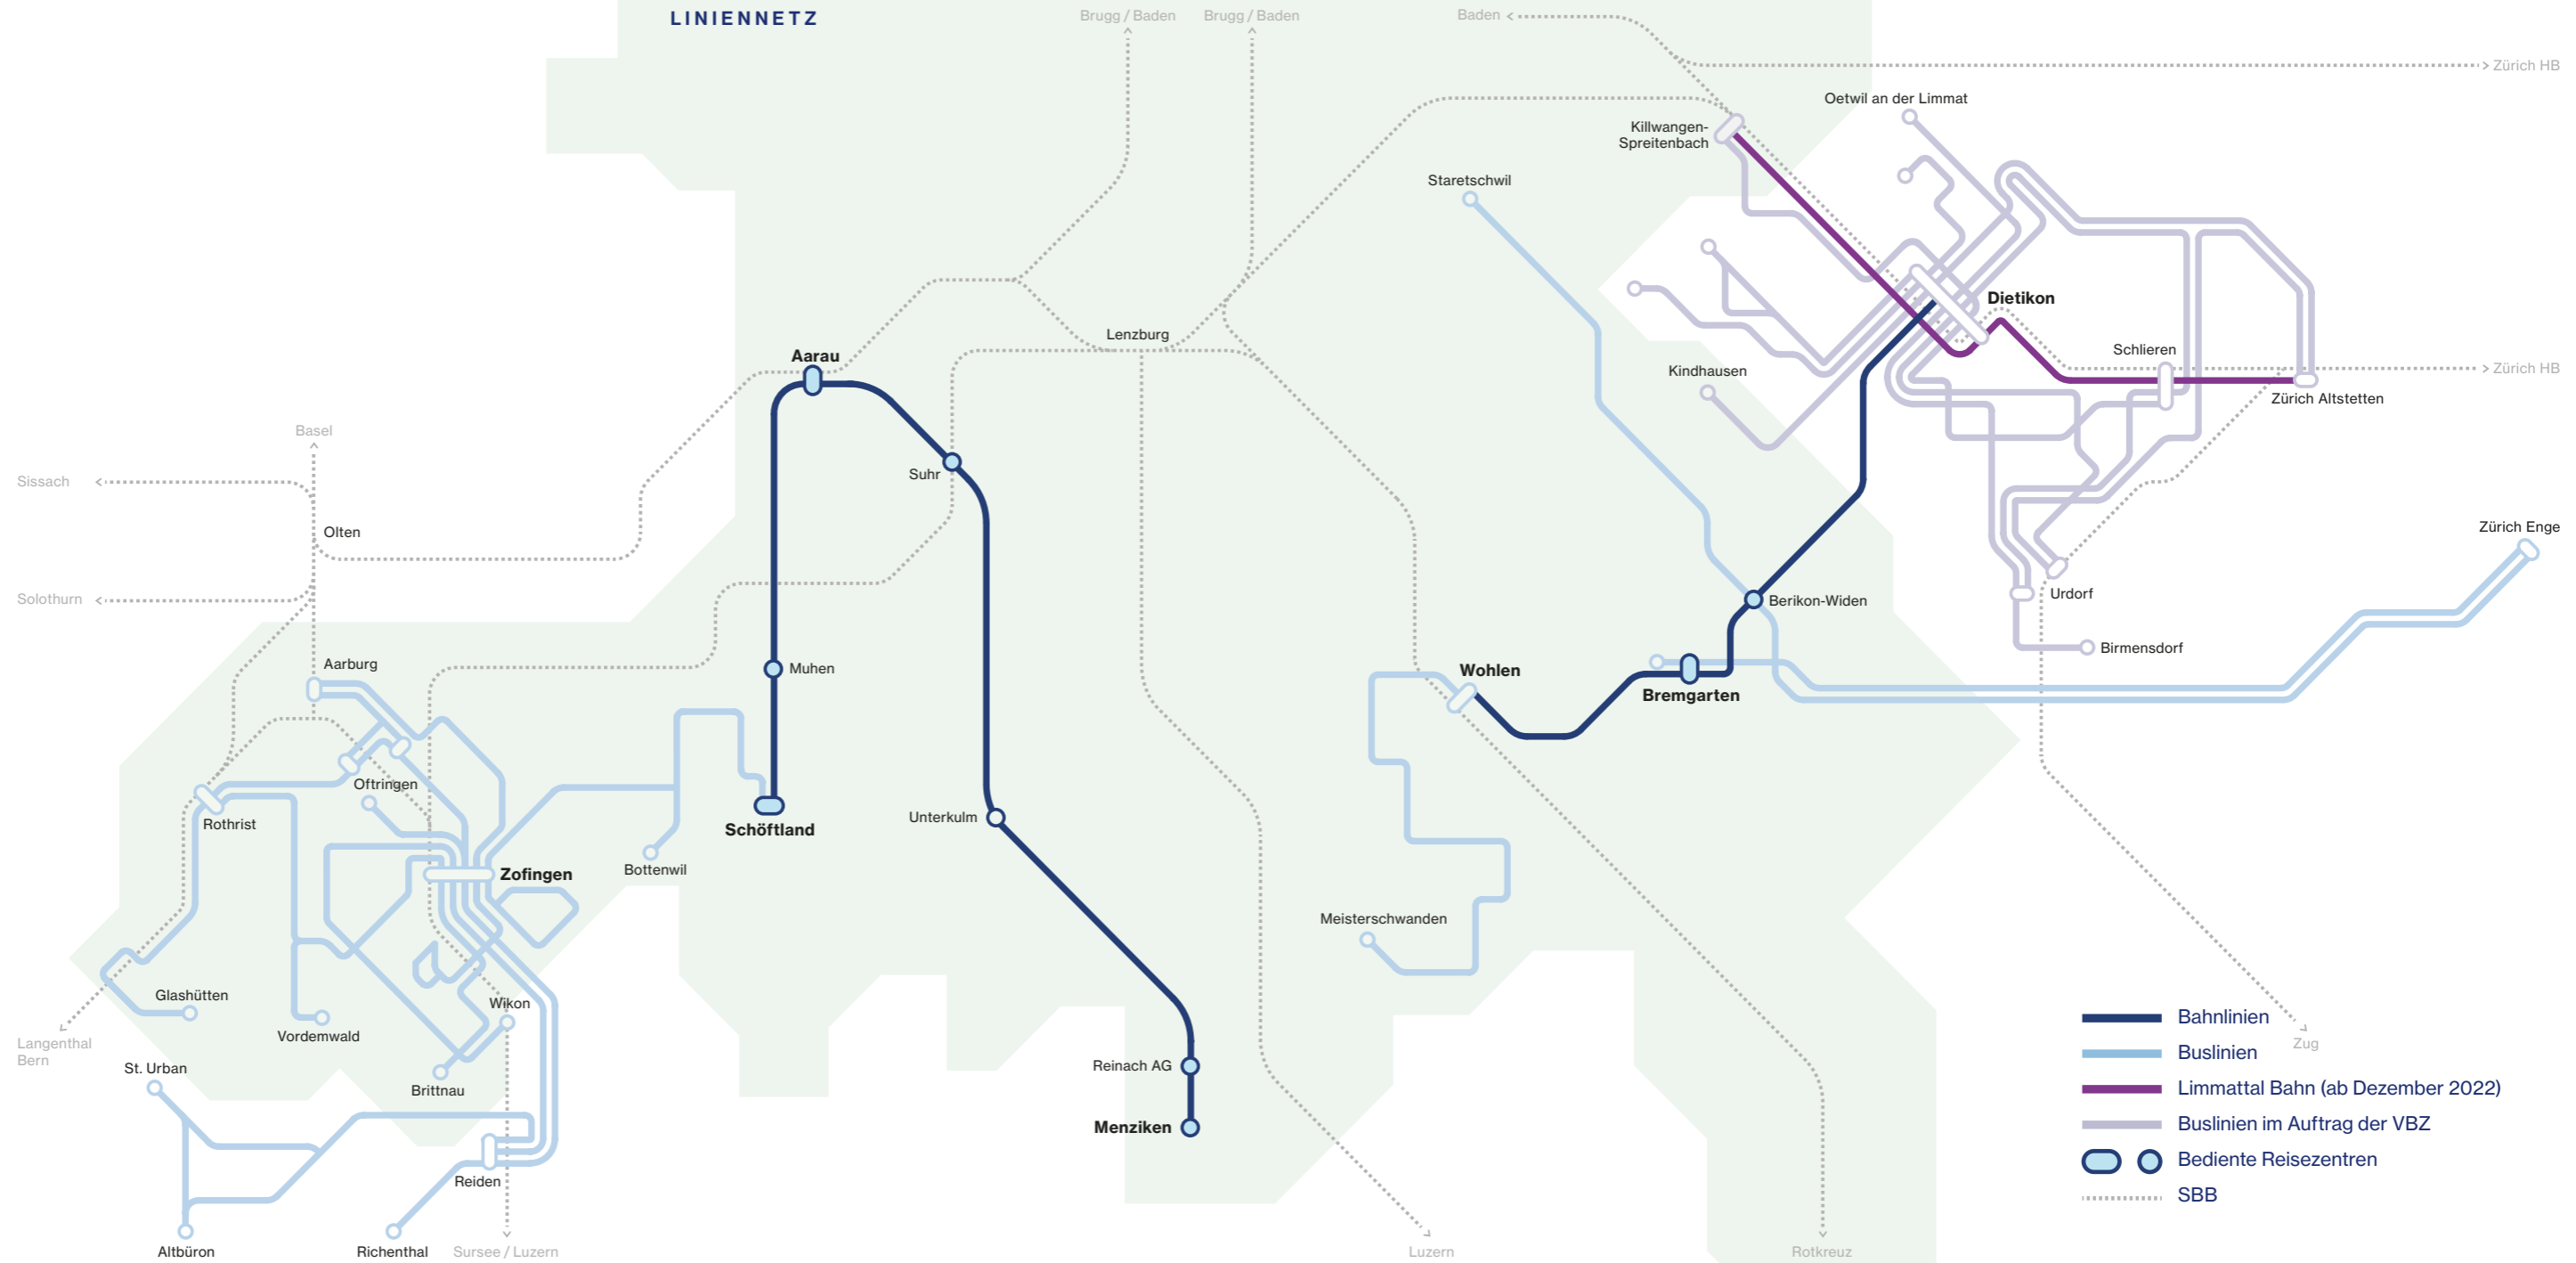 LINIENNETZ
Brugg / Baden
Brugg / Baden
Baden
Zürich HB
Oetwil an der Limmat
Killwangen-
Spreitenbach
Staretschwil
Dietikon
Lenzburg
Schlieren
Aarau
Kindhausen
Zürich HB
Zürich Altstetten
Basel
Sissach
Suhr
Olten
Zürich Enge
Solothurn
Berikon-Widen
Urdorf
Birmensdorf
Aarburg
Muhen
Wohlen
Bremgarten
Oftringen
Rothrist
Schöftland
Unterkulm
Bottenwil
Zofingen
Meisterschwanden
Glashütten
Wikon
Vordemwald
Langenthal
Bern
St. Urban
Brittnau
Reinach AG
Menziken
Zug
Reiden
Altbüron
Richenthal
Sursee / Luzern
Luzern
Rotkreuz
Bahnlinien
Buslinien
Limmattal Bahn (ab Dezember 2022)
Buslinien im Auftrag der VBZ
Bediente Reisezentren
SBB